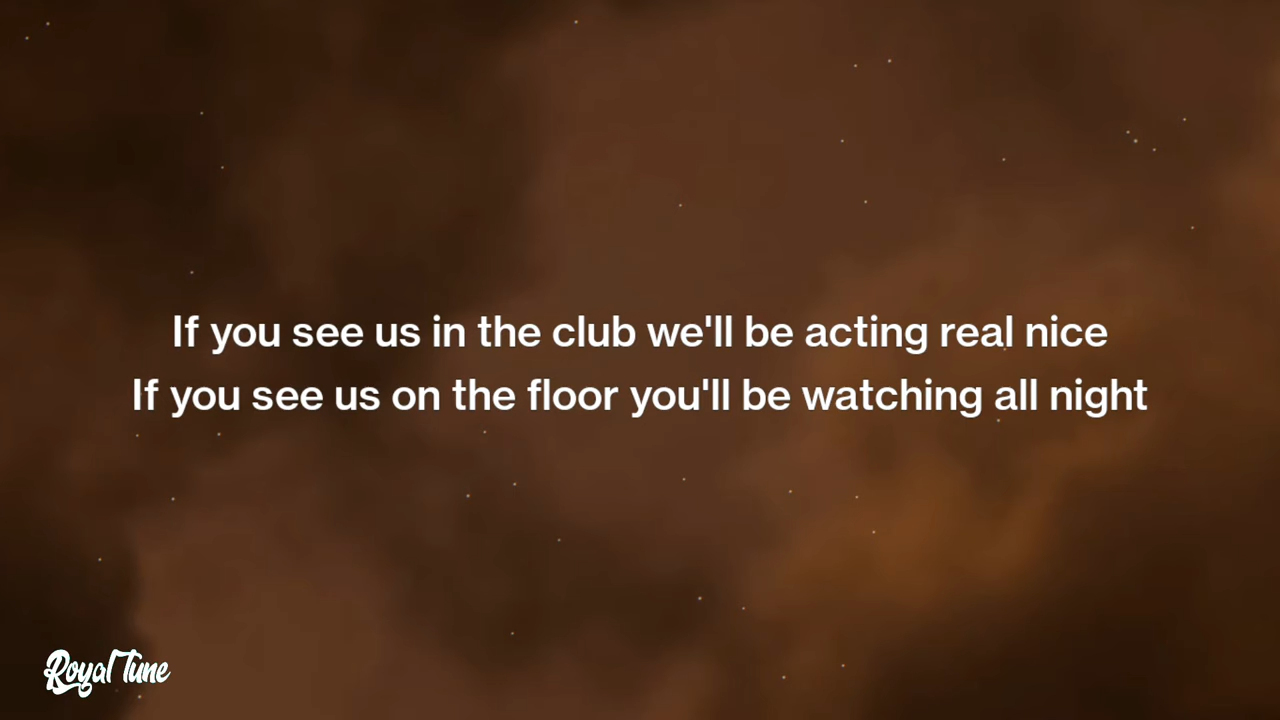 If you see us in the club we'll be acting real nice
If you see us on the floor you'll be watching all night
Royal Tune